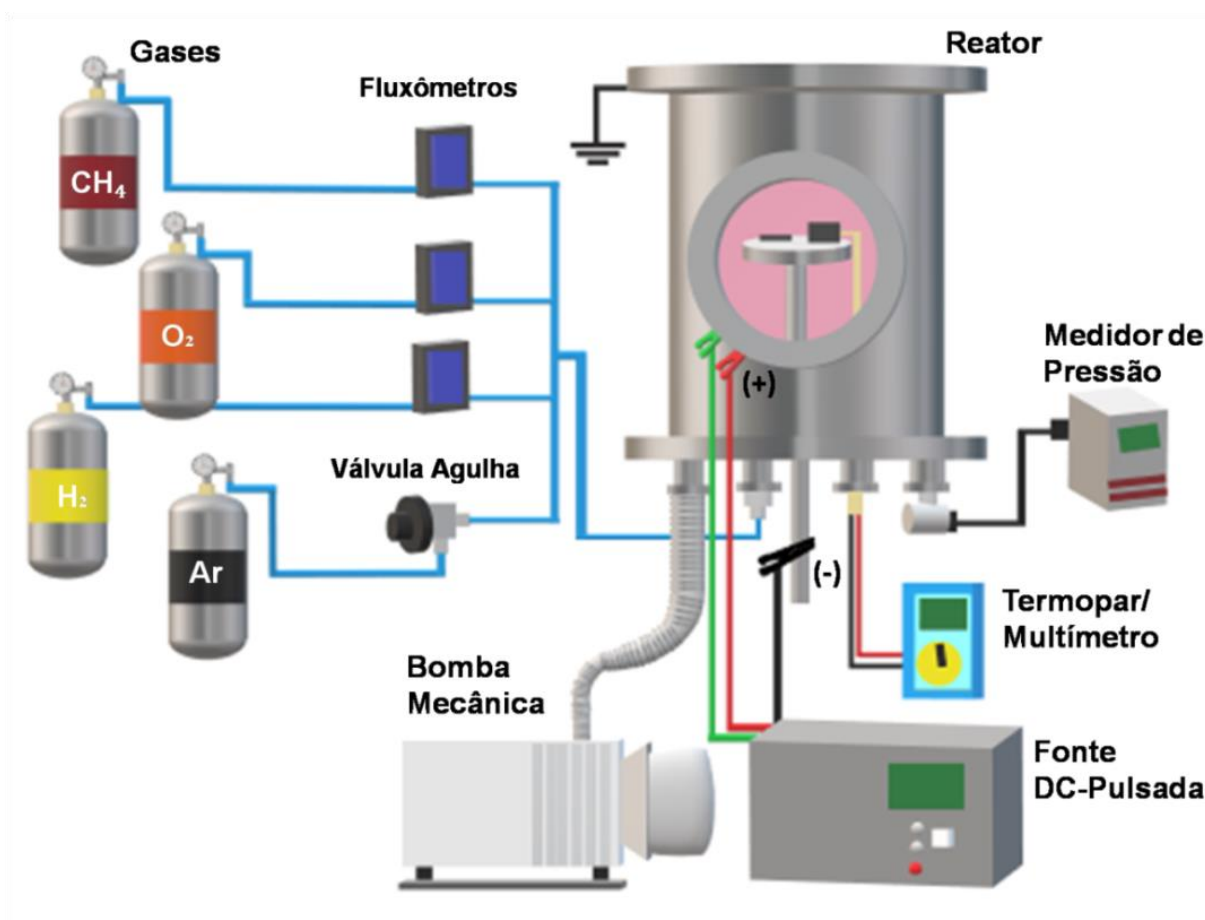 Gases
Reator
Fluxômetros
CH₄
O₂
H₂
Ar
Válvula Agulha
(+)
(-)
Medidor de
Pressão
Termopar/
Multímetro
Bomba
Mecânica
Fonte
DC-Pulsada